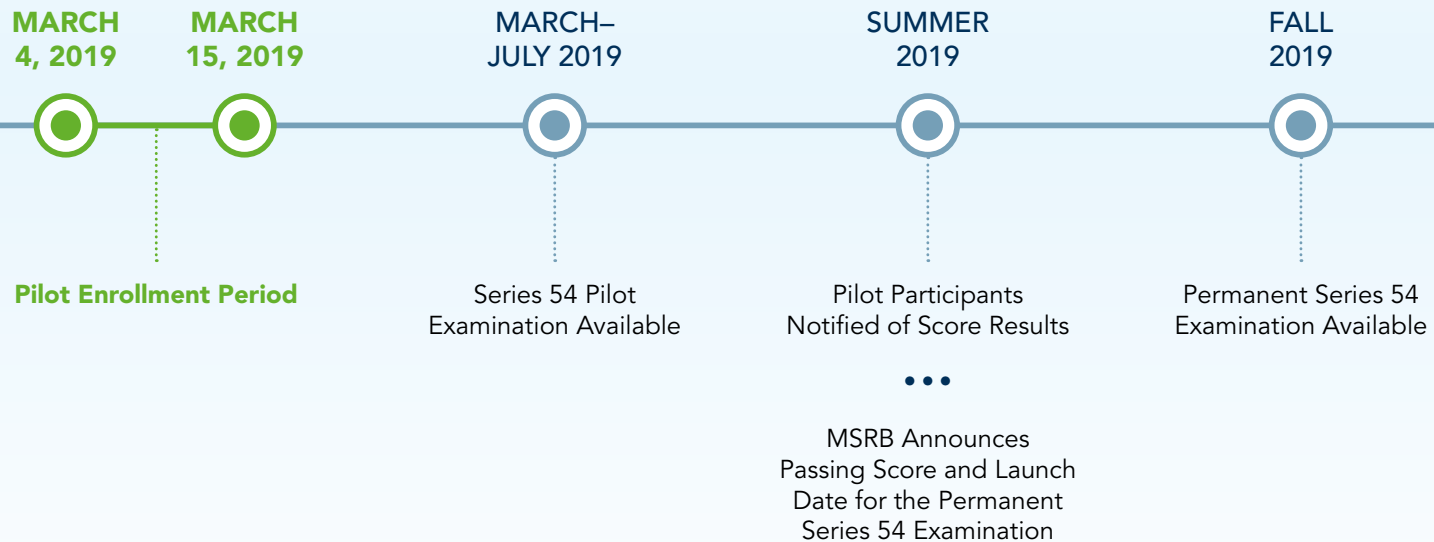 MARCH
4, 2019
MARCH
15, 2019
MARCH–
JULY 2019
SUMMER
2019
FALL
2019
Pilot Enrollment Period
Series 54 Pilot
Examination Available
Pilot Participants
Notified of Score Results
•••
MSRB Announces
Passing Score and Launch
Date for the Permanent
Series 54 Examination
Permanent Series 54
Examination Available